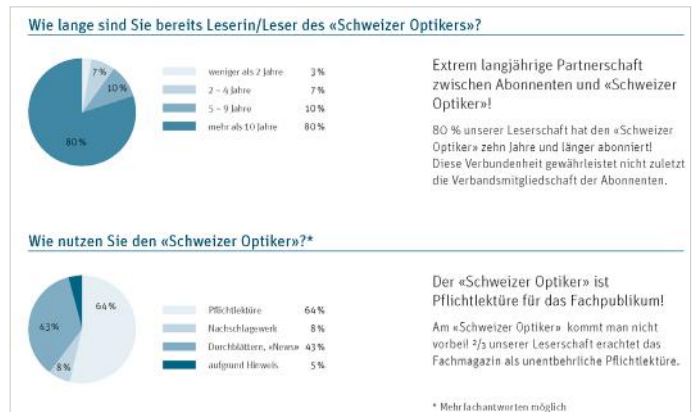 Wie lange sind Sie bereits Leserin/Leser des «Schweizer Optikers»?
7%
10%
80%
weniger als 2 Jahre 3%
2 – 4 Jahre 7%
5 – 9 Jahre 10%
mehr als 10 Jahre 80%
Extrem langjährige Partnerschaft
zwischen Abonnenten und «Schweizer
Optiker»!
80 % unserer Leserschaft hat den «Schweizer
Optiker» zehn Jahre und länger abonniert!
Diese Verbundenheit gewährleistet nicht zuletzt
die Verbandsmitgliedschaft der Abonnenten.
Wie nutzen Sie den «Schweizer Optiker»?*
64%
43%
8%
Pflichtlektüre 64%
Nachschlagewerk 8%
Durchblättern, «News» 43%
aufgrund Hinweis 5%
Der «Schweizer Optiker» ist
Pflichtlektüre für das Fachpublikum!
Am «Schweizer Optiker» kommt man nicht
vorbei! ²/₃ unserer Leserschaft erachtet das
Fachmagazin als unentbehrliche Pflichtlektüre.
* Mehrfachantworten möglich